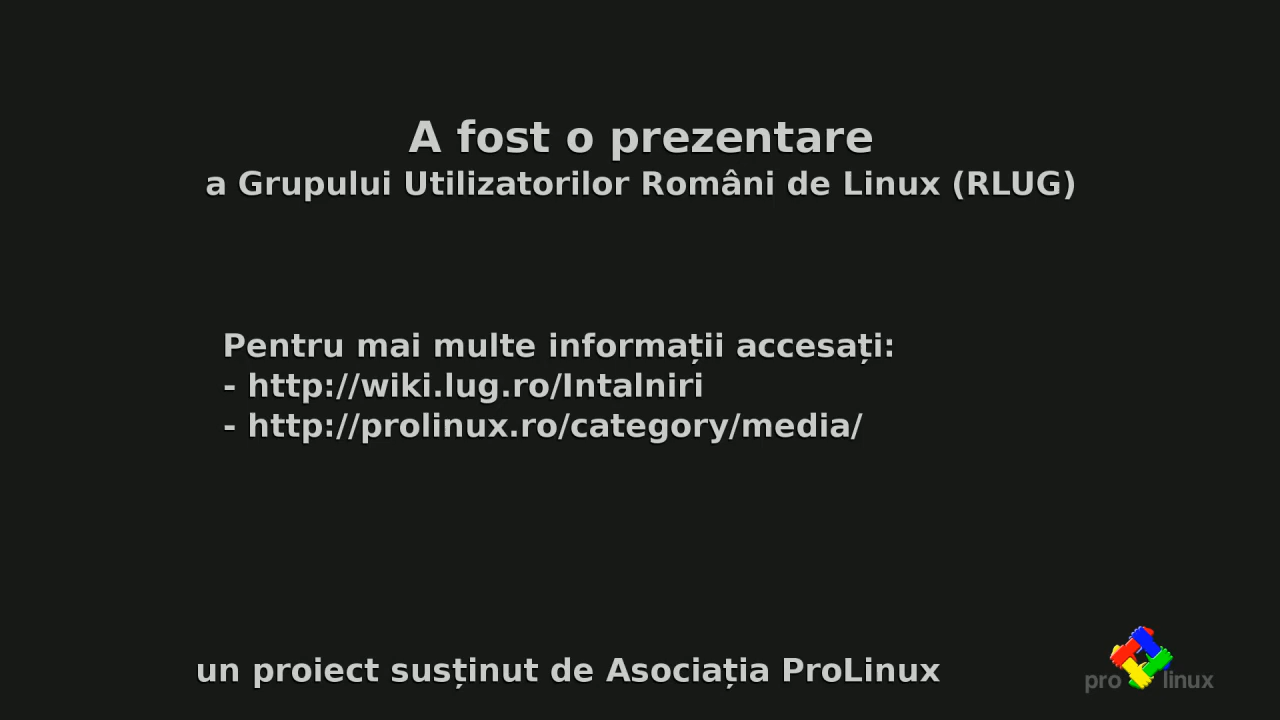 A fost o prezentare
a Grupului Utilizatorilor Români de Linux (RLUG)
Pentru mai multe informații accesați:
- http://wiki.lug.ro/Intalniri
- http://prolinux.ro/category/media/
un proiect susținut de Asociația ProLinux
pro linux